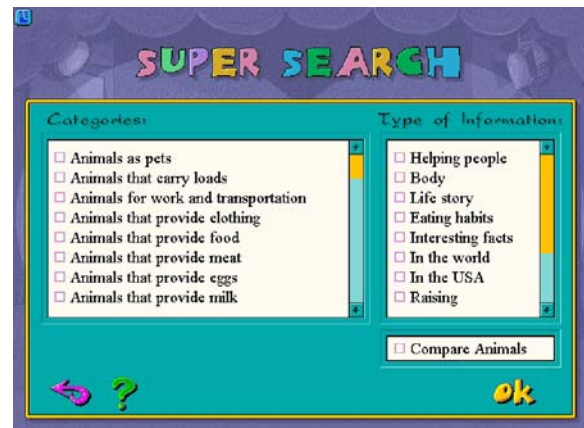 SUPER SEARCH
Categories:
Animals as pets
Animals that carry loads
Animals for work and transportation
Animals that provide clothing
Animals that provide food
Animals that provide meat
Animals that provide eggs
Animals that provide milk
Type of Information:
Helping people
Body
Life story
Eating habits
Interesting facts
In the world
In the USA
Raising
Compare Animals
?
ok